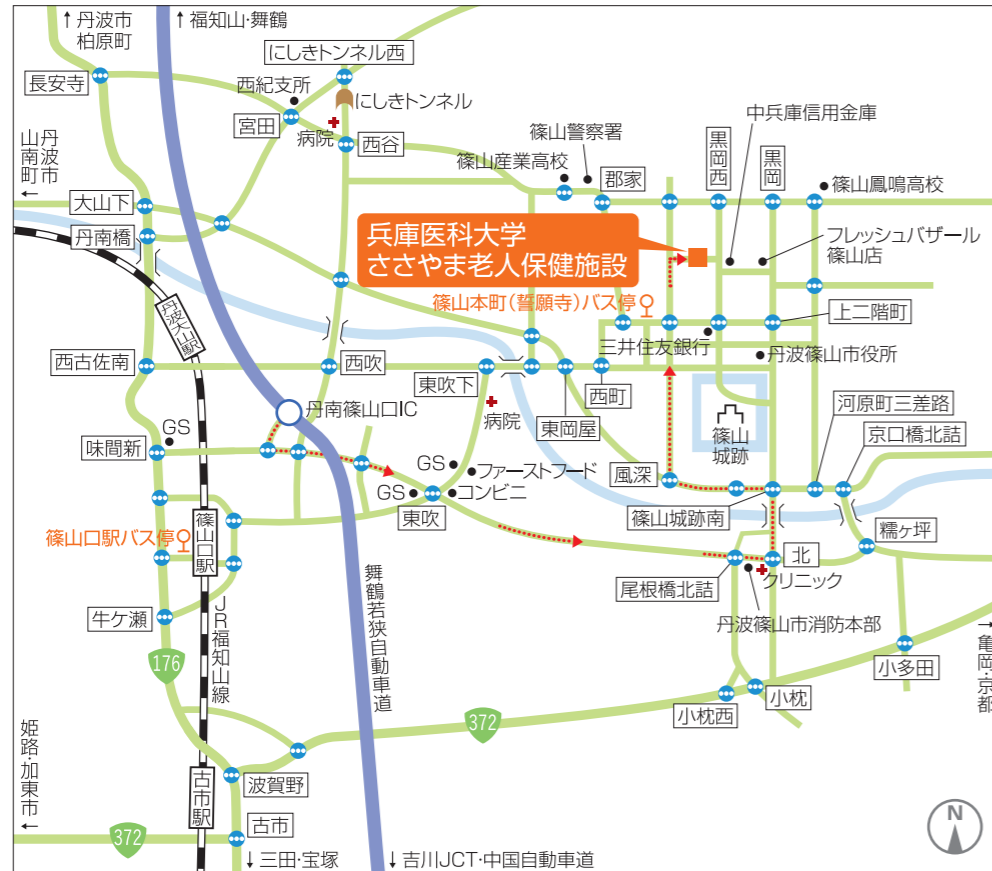 ↑丹波市
柏原町
↑福知山・舞鶴
にしきトンネル西
長安寺
西紀支所
にしきトンネル
宮田
病院
西谷
中兵庫信用金庫
篠山警察署
篠山産業高校
郡家
黒岡西
黒岡
篠山鳳鳴高校
丹波市
山南町
←
大山下
丹南橋
兵庫医科大学
ささやま老人保健施設
フレッシュバザール
篠山店
丹波大山駅
篠山本町(誓願寺)バス停
上二階町
三井住友銀行
丹波篠山市役所
西古佐南
西吹
東吹下
西町
東岡屋
病院
丹南篠山口IC
河原町三差路
京口橋北詰
篠山
城跡
GS
味間新
GS
ファーストフード
GS
コンビニ
東吹
風深
篠山城跡南
篠山口駅バス停
篠山口駅
糯ヶ坪
北
尾根橋北詰
クリニック
丹波篠山市消防本部
牛ケ瀬
JR福知山線
舞鶴若狭自動車道
176
小多田
→亀岡・京都
小枕
小枕西
372
姫路・加東市←
波賀野
古市駅
古市
372
↓三田・宝塚
↓吉川JCT・中国自動車道
N